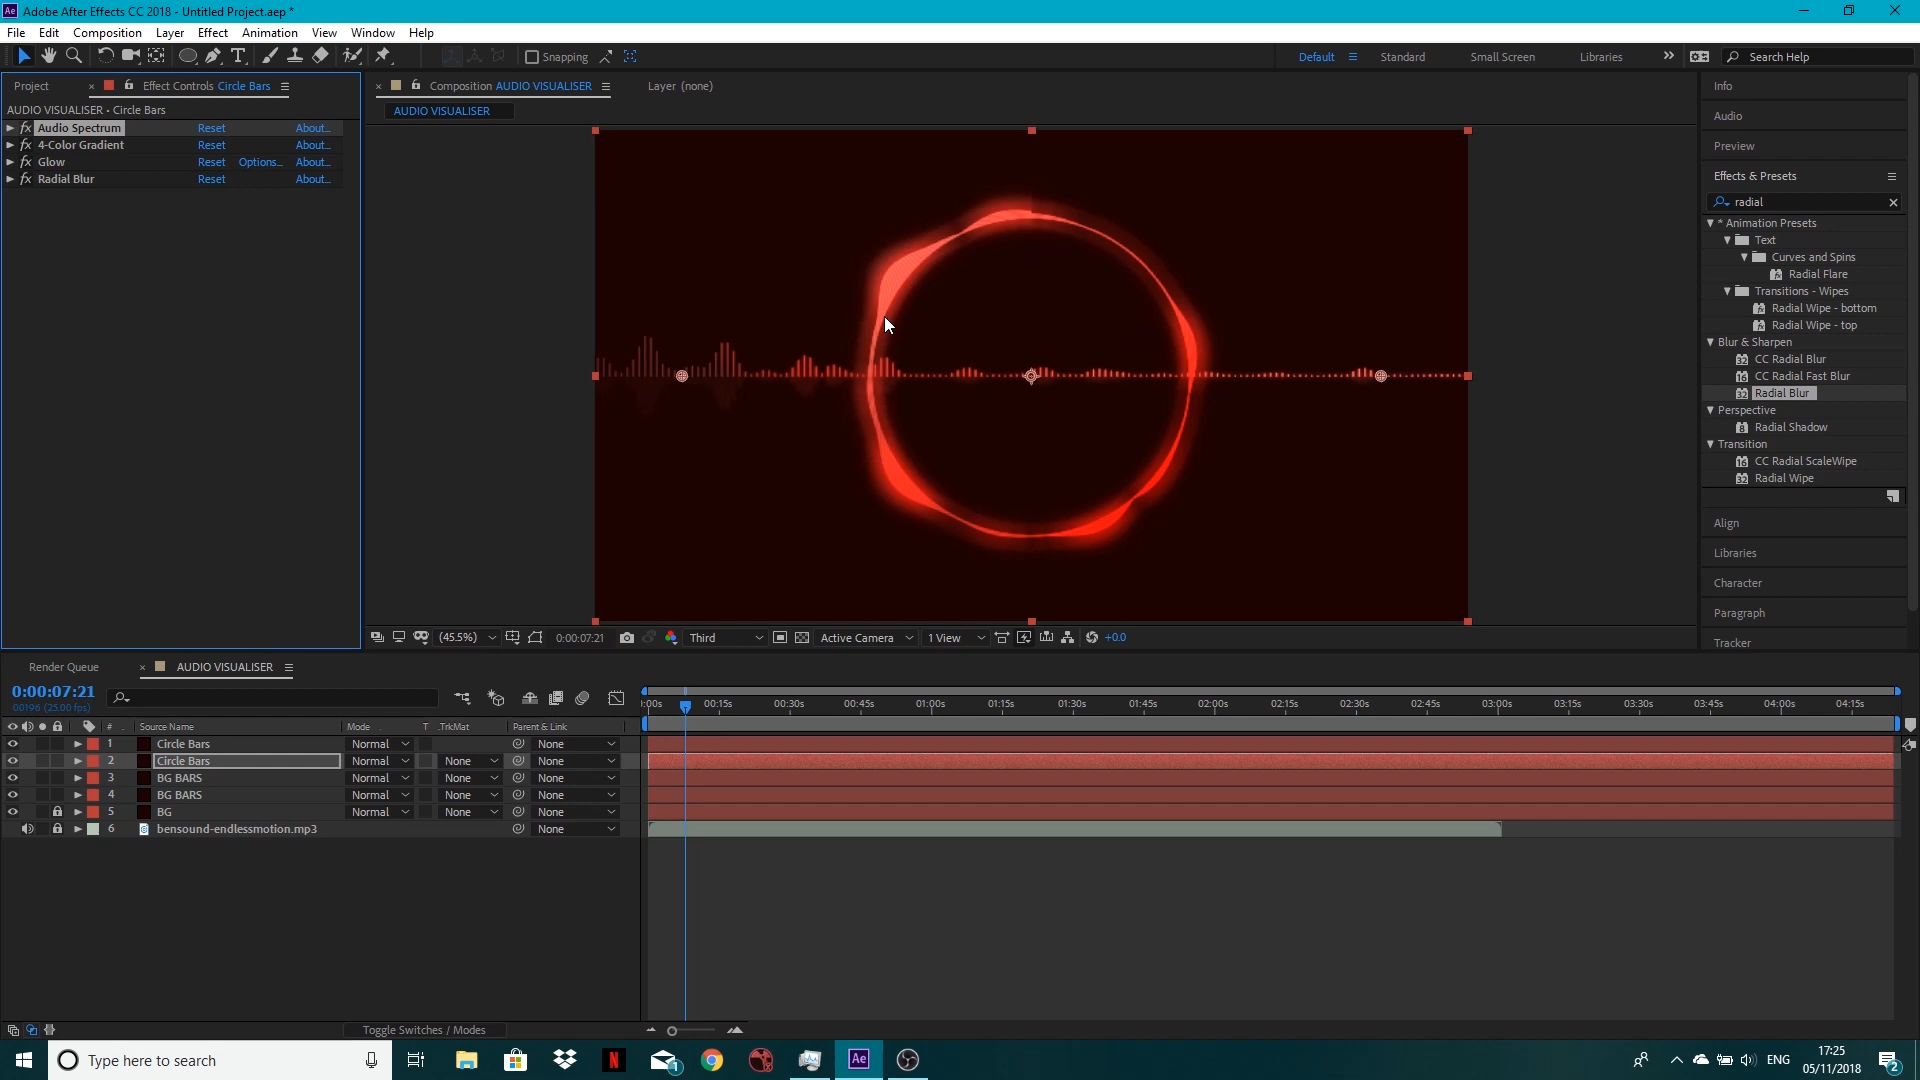 Ae Adobe After Effects CC 2018 - Untitled Project.aep *
File Edit Composition Layer Effect Animation View Window Help
Snapping Default Standard Small Screen Libraries Search Help
Project Effect Controls Circle Bars
Composition AUDIO VISUALISER Layer (none)
AUDIO VISUALISER • Circle Bars
AUDIO VISUALISER
fx Audio Spectrum Reset About...
fx 4-Color Gradient Reset About...
fx Glow Reset Options... About...
fx Radial Blur Reset About...
Info
Audio
Preview
Effects & Presets
radial
* Animation Presets
Text
Curves and Spins
Radial Flare
Transitions - Wipes
Radial Wipe - bottom
Radial Wipe - top
Blur & Sharpen
32 CC Radial Blur
16 CC Radial Fast Blur
32 Radial Blur
Perspective
8 Radial Shadow
Transition
16 CC Radial ScaleWipe
32 Radial Wipe
Align
Libraries
Character
Paragraph
Tracker
(45.5%) 0:00:07:21 Third Active Camera 1 View +0.0
Render Queue AUDIO VISUALISER
0:00:07:21
00196 (25.00 fps)
:00s 00:15s 00:30s 00:45s 01:00s 01:15s 01:30s 01:45s 02:00s 02:15s 02:30s 02:45s 03:00s 03:15s 03:30s 03:45s 04:00s 04:15s
# Source Name Mode T .TrkMat Parent & Link
1 Circle Bars Normal None
2 Circle Bars Normal None None
3 BG BARS Normal None None
4 BG BARS Normal None None
5 BG Normal None None
6 bensound-endlessmotion.mp3 None
Toggle Switches / Modes
Type here to search 1 N Ae ENG 17:25
05/11/2018 2